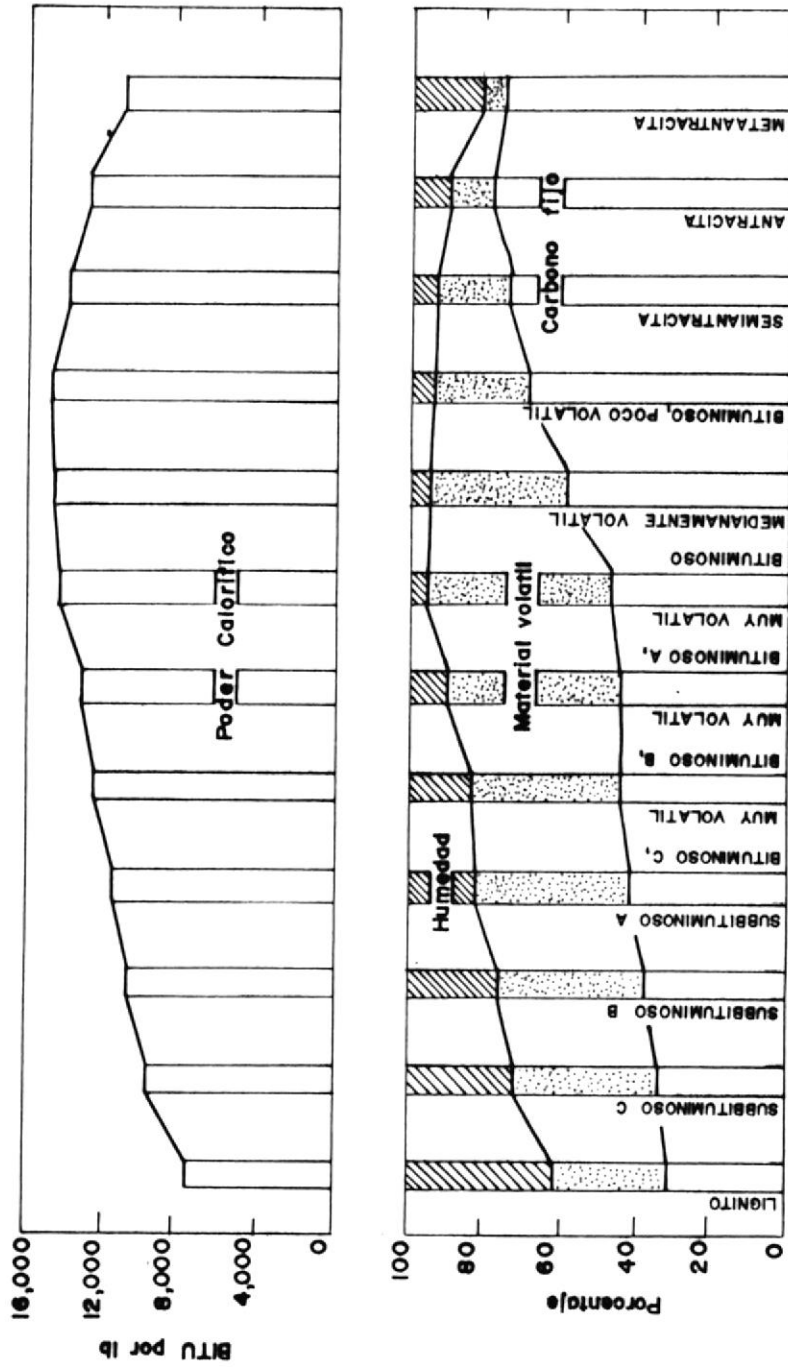 16,000
12,000
8,000
4,000
0
BITU por lb
Poder Calorífico
100
80
60
40
20
0
Porcentaje
Humedad
Material volatil
Carbono fijo
LIGNITO
SUBBITUMINOSO C
SUBBITUMINOSO B
SUBBITUMINOSO A
BITUMINOSO C,
MUY VOLATIL
BITUMINOSO B,
MUY VOLATIL
BITUMINOSO A,
MUY VOLATIL
BITUMINOSO
MEDIANAMENTE VOLATIL
BITUMINOSO, POCO VOLATIL
SEMIANTRACITA
ANTRACITA
METAANTRACITA